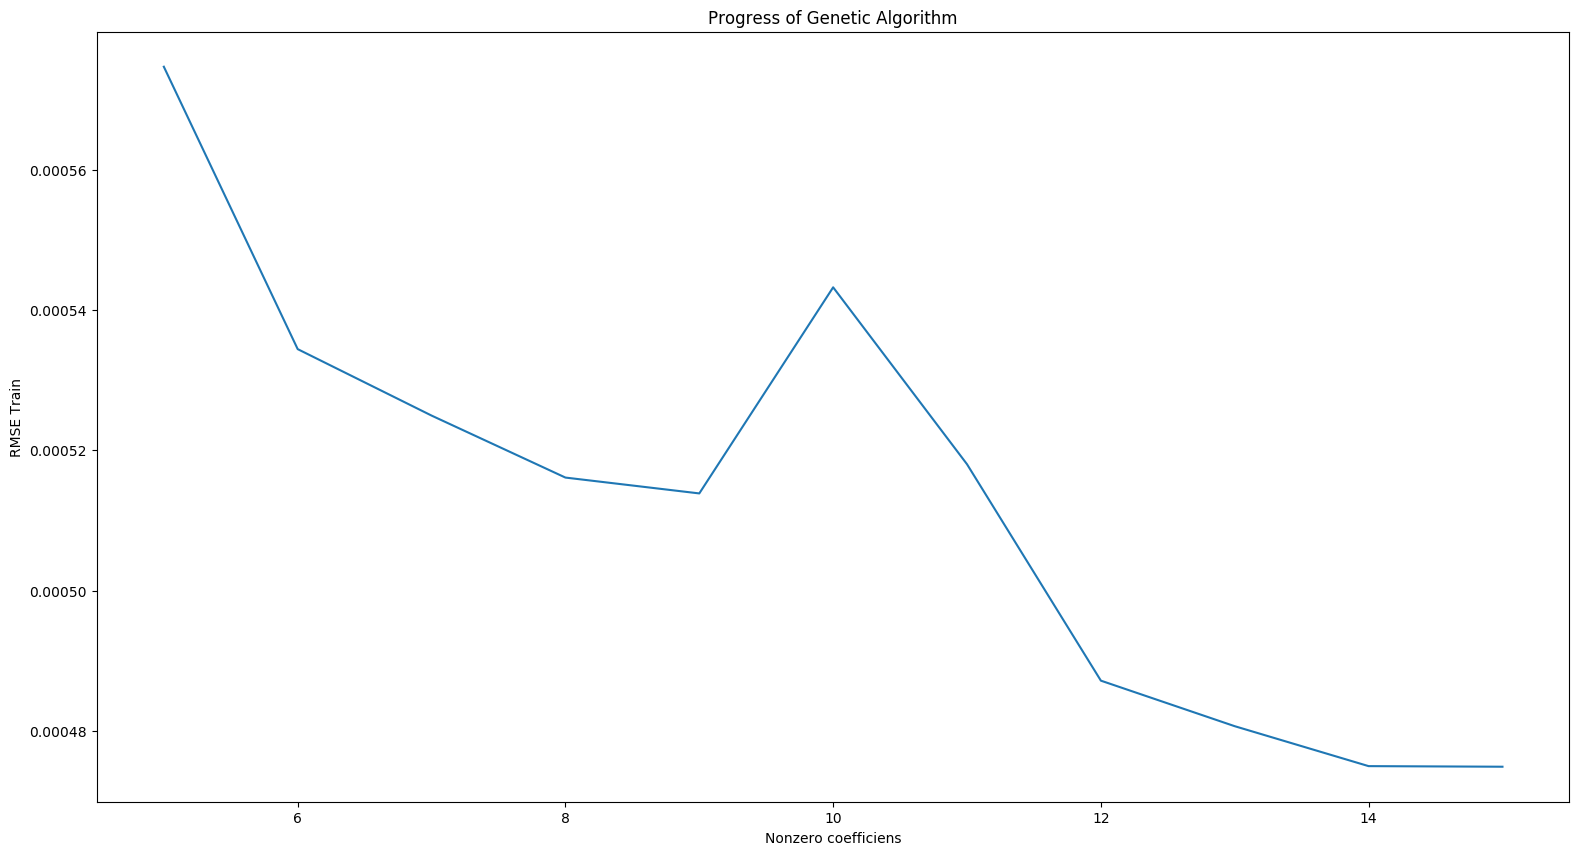 Progress of Genetic Algorithm
0.00056
0.00054
0.00052
0.00050
0.00048
RMSE Train
6 8 10 12 14
Nonzero coefficiens